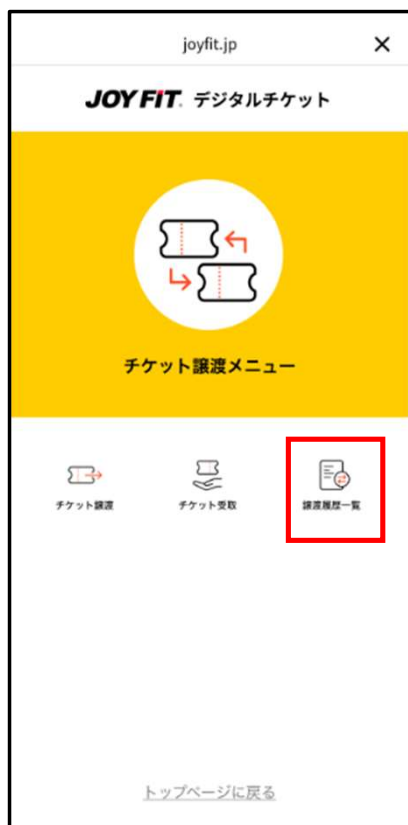 joyfit.jp
JOYFIT. デジタルチケット
チケット譲渡メニュー
チケット譲渡
チケット受取
譲渡履歴一覧
トップページに戻る